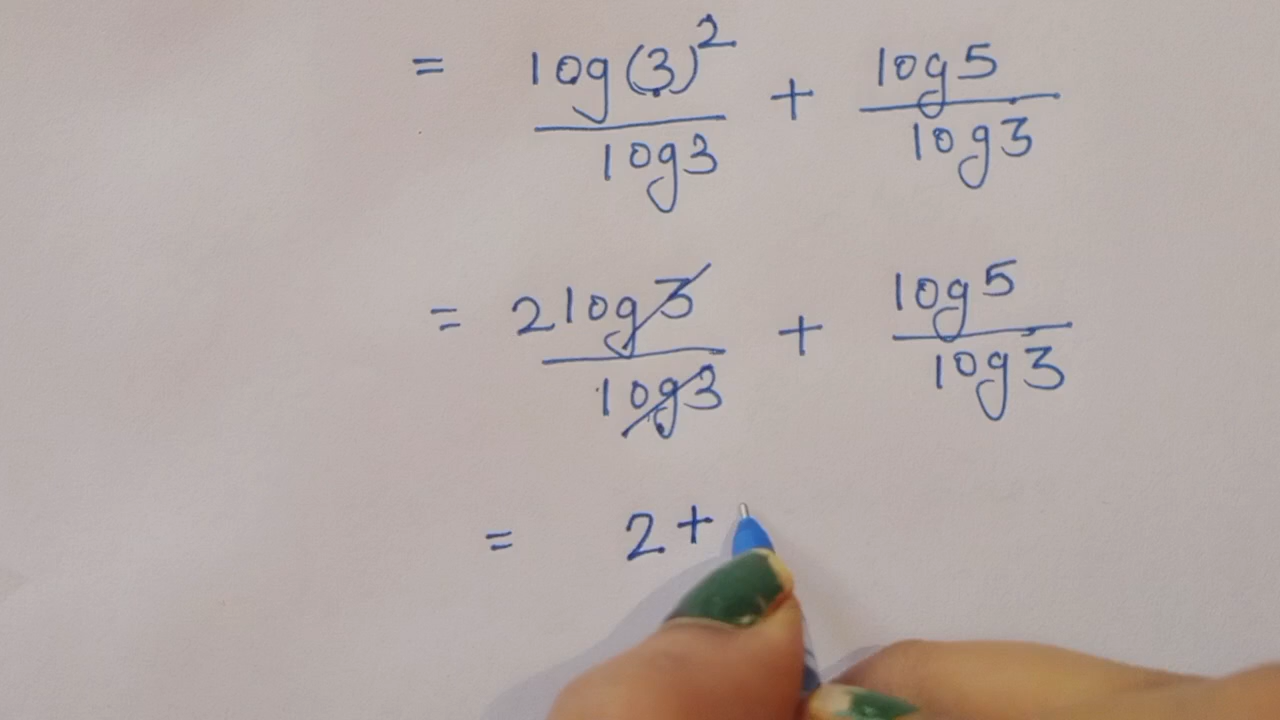 = log(3)² / log3 + log5 / log3
= 2log3 / log3 + log5 / log3
= 2+